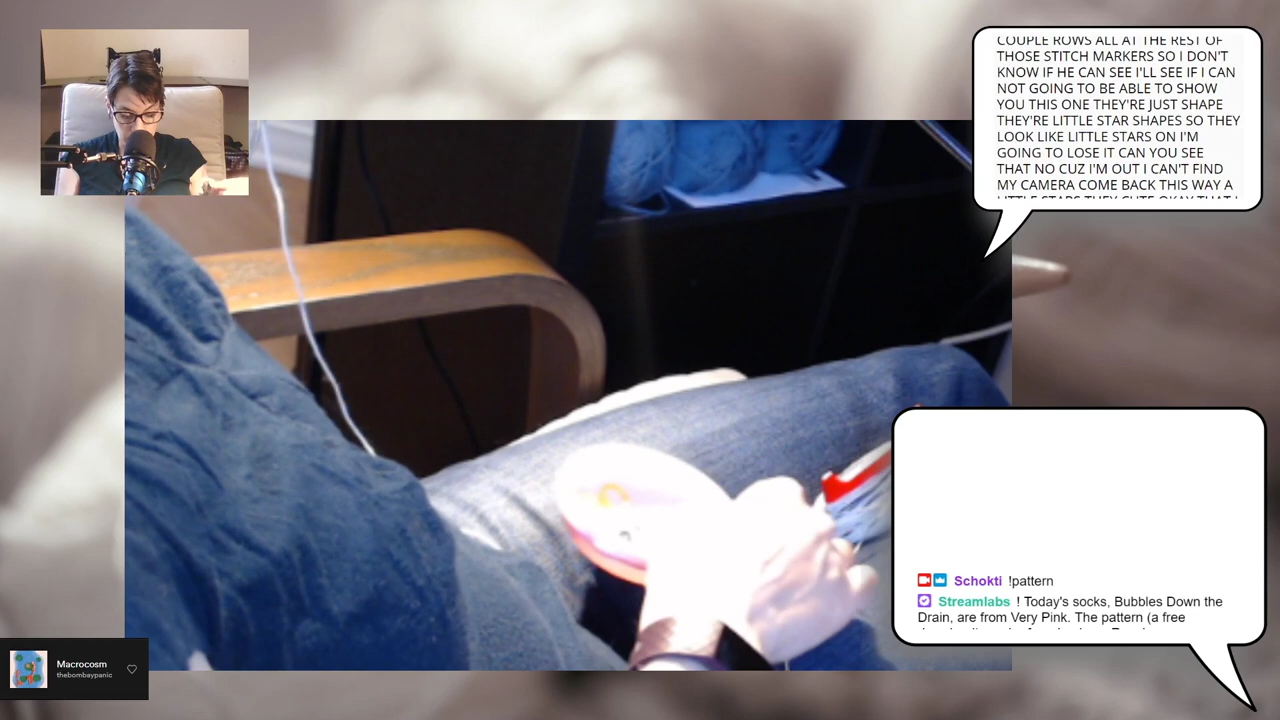 COUPLE ROWS ALL AT THE REST OF
THOSE STITCH MARKERS SO I DON'T
KNOW IF HE CAN SEE I'LL SEE IF I CAN
NOT GOING TO BE ABLE TO SHOW
YOU THIS ONE THEY'RE JUST SHAPE
THEY'RE LITTLE STAR SHAPES SO THEY
LOOK LIKE LITTLE STARS ON I'M
GOING TO LOSE IT CAN YOU SEE
THAT NO CUZ I'M OUT I CAN'T FIND
MY CAMERA COME BACK THIS WAY A
Schokti !pattern
Streamlabs ! Today's socks, Bubbles Down the
Drain, are from Very Pink. The pattern (a free
Macrocosm
thebombaypanic